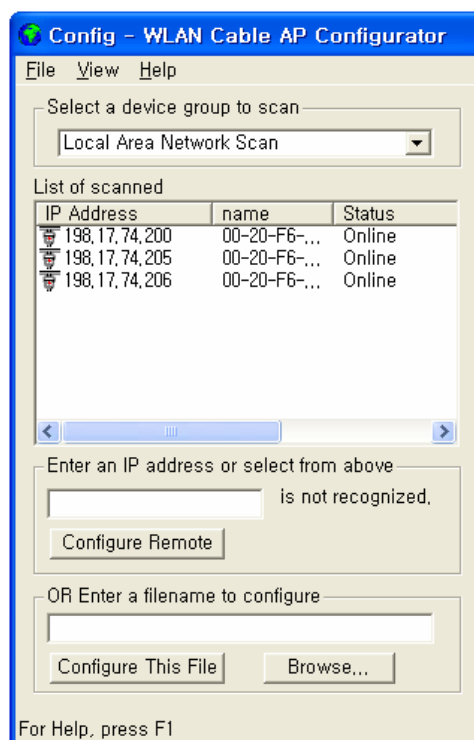 Config - WLAN Cable AP Configurator
File View Help
Select a device group to scan
Local Area Network Scan
List of scanned
IP Address name Status
198,17,74,200 00-20-F6-... Online
198,17,74,205 00-20-F6-... Online
198,17,74,206 00-20-F6-... Online
Enter an IP address or select from above
is not recognized,
Configure Remote
OR Enter a filename to configure
Configure This File Browse,,,
For Help, press F1